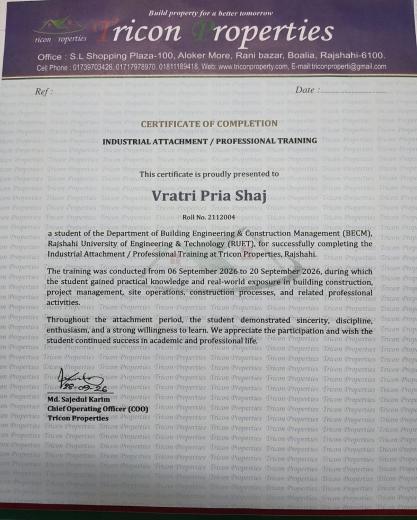 Build property for a better tomorrow
Tricon Properties
Office : S.L Shopping Plaza-100, Aloker More, Rani bazar, Boalia, Rajshahi-6100.
Cell Phone : 01739703426, 01717978970, 01811189418, Web: www.triconproperty.com, E-mail:triconproperti@gmail.com
Ref :
Date :
CERTIFICATE OF COMPLETION
INDUSTRIAL ATTACHMENT / PROFESSIONAL TRAINING
This certificate is proudly presented to
Vratri Pria Shaj
Roll No. 2112004
a student of the Department of Building Engineering & Construction Management (BECM),
Rajshahi University of Engineering & Technology (RUET), for successfully completing the
Industrial Attachment / Professional Training at Tricon Properties, Rajshahi.
The training was conducted from 06 September 2026 to 20 September 2026, during which
the student gained practical knowledge and real-world exposure in building construction,
project management, site operations, construction processes, and related professional
activities.
Throughout the attachment period, the student demonstrated sincerity, discipline,
enthusiasm, and a strong willingness to learn. We appreciate the participation and wish the
student continued success in academic and professional life.
28-09-26
Md. Sajedul Karim
Chief Operating Officer (COO)
Tricon Properties